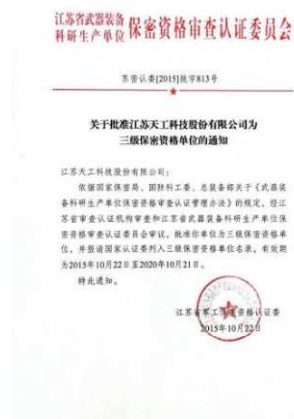 江苏省武器装备
科研生产单位 保密资格审查认证委员会
苏密认委[2015]批字813号
关于批准江苏天工科技股份有限公司为
三级保密资格单位的通知
江苏天工科技股份有限公司：
依据国家保密局、国防科工委、总装备部关于《武器装
备科研生产单位保密资格审查认证管理办法》的规定，经江
苏省审查认证机构审查和江苏省武器装备科研生产单位保
密资格审查认证委员会审议，批准你单位为三级保密资格单
位，并报请国家认证委列入三级保密资格单位名录，有效期
为2015年10月22日至2020年10月21日。
特此通知。
江苏省军工保密资格认证委
2015年10月22日